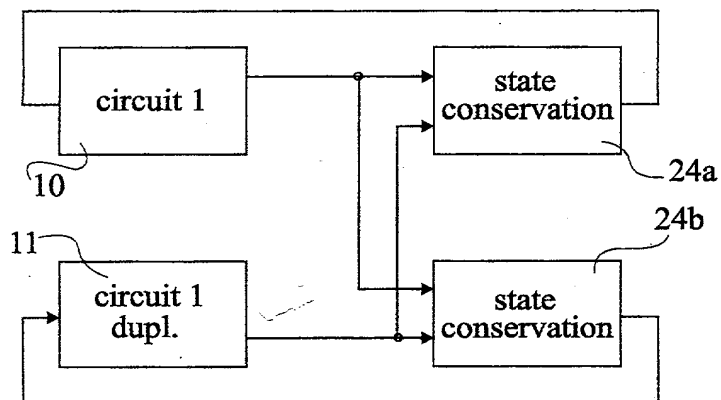 circuit 1
state
conservation
10
24a
11
24b
circuit 1
dupl.
state
conservation